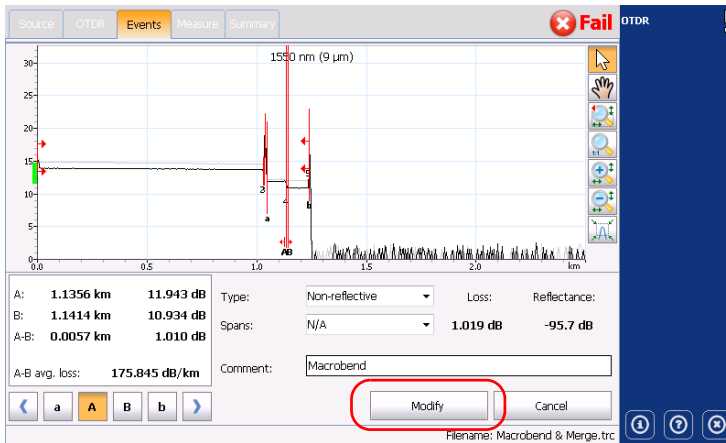 Source OTDR Events Measure Summary Fail OTDR
1550 nm (9 µm)
30
25
20
15
10
5
0
3
4
5
a
b
AB
0.0 0.5 1.0 1.5 2.0 km
1:1
A: 1.1356 km 11.943 dB
B: 1.1414 km 10.934 dB
A-B: 0.0057 km 1.010 dB
A-B avg. loss: 175.845 dB/km
Type: Non-reflective Loss: Reflectance:
Spans: N/A 1.019 dB -95.7 dB
Comment: Macrobend
a A B b Modify Cancel
Filename: Macrobend & Merge.trc